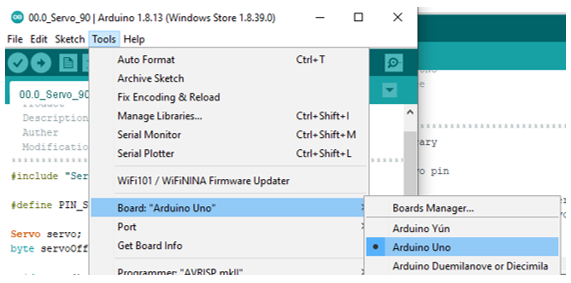 00.0_Servo_90 | Arduino 1.8.13 (Windows Store 1.8.39.0)
File Edit Sketch Tools Help
00.0_Servo_90
Auto Format Ctrl+T
Archive Sketch
Fix Encoding & Reload
Manage Libraries... Ctrl+Shift+I
Serial Monitor Ctrl+Shift+M
Serial Plotter Ctrl+Shift+L
WiFi101 / WiFiNINA Firmware Updater
Board: "Arduino Uno"
Port
Get Board Info
Programmer: "AVRISP mkII"
Boards Manager...
Arduino Yún
Arduino Uno
Arduino Duemilanove or Diecimila
Description
Auther
Modificatio
#include "Ser
#define PIN_S
Servo servo;
byte servoOff
ary
o pin